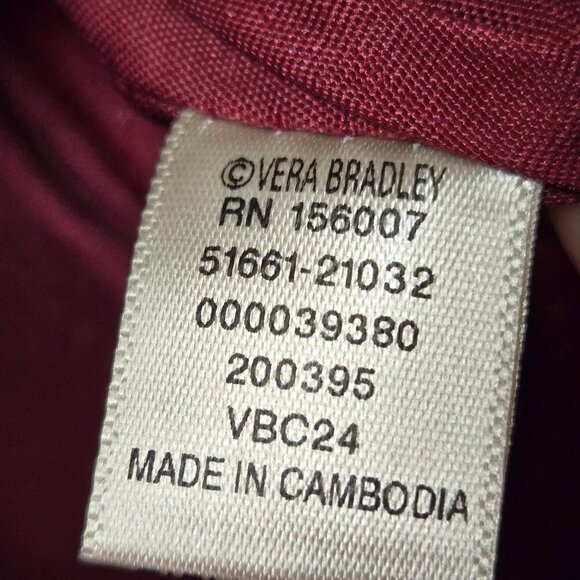 ©VERA BRADLEY
RN 156007
51661-21032
000039380
200395
VBC24
MADE IN CAMBODIA